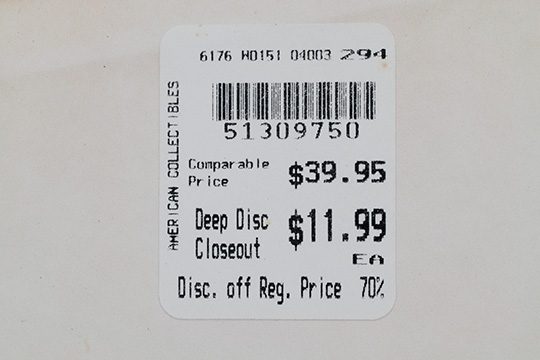 6176 WD151 04003 294
AMERICAN COLLECTIBLES
51309750
Comparable Price $39.95
Deep Disc Closeout $11.99
EA
Disc. off Reg. Price 70%